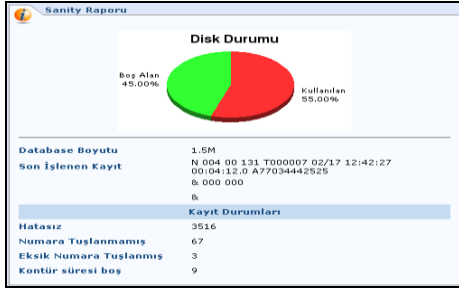 Sanity Raporu
Disk Durumu
Boş Alan
45.00%
Kullanılan
55.00%
Database Boyutu 1.5M
Son İşlenen Kayıt N 004 00 131 T000007 02/17 12:42:27
00:04:12.0 A77034442525
& 000 000
&
Kayıt Durumları
Hatasız 3516
Numara Tuşlanmamış 67
Eksik Numara Tuşlanmış 3
Kontür süresi boş 9